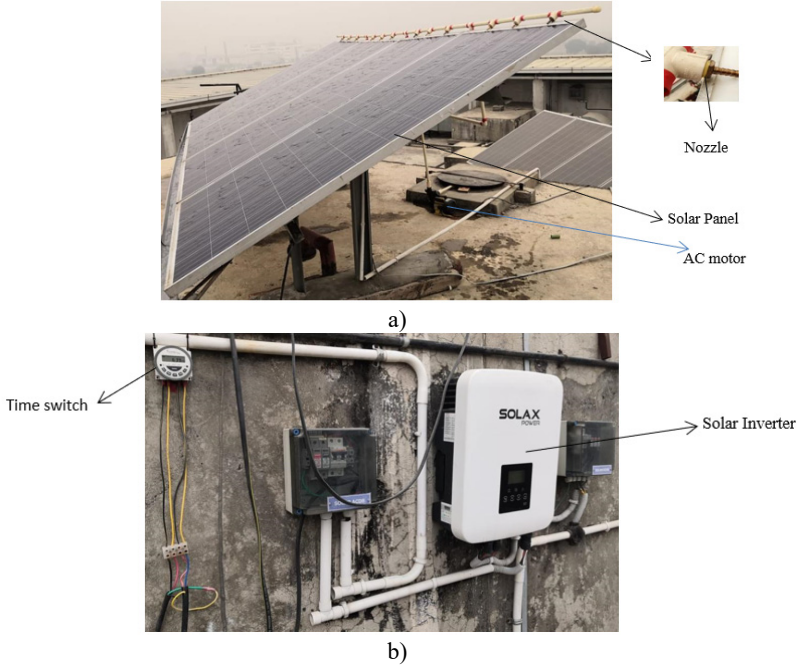 Nozzle
Solar Panel
AC motor
a)
Time switch
SOLAX
POWER
Solar Inverter
b)